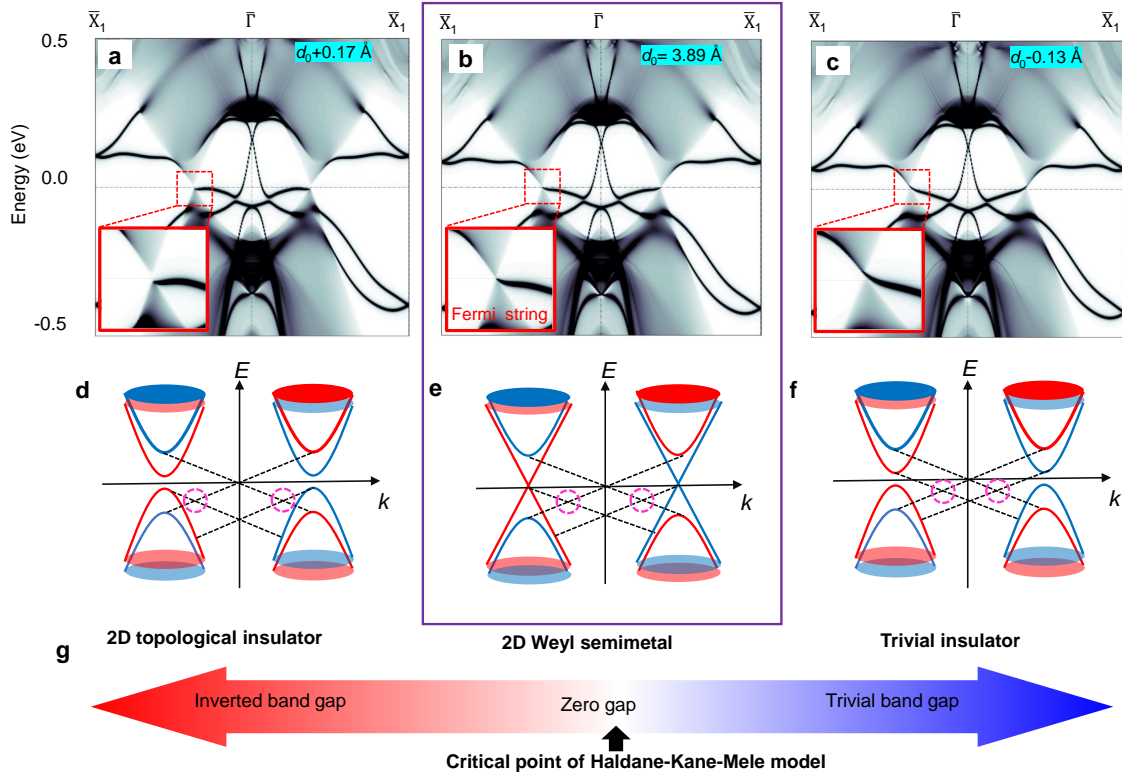 X̄₁ Γ̄ X̄₁ X̄₁ Γ̄ X̄₁ X̄₁ Γ̄ X̄₁
0.5
a d₀+0.17 Å
b d₀= 3.89 Å
c d₀-0.13 Å
Energy (eV)
0.0
Fermi string
-0.5
d E e E f E
k k k
2D topological insulator 2D Weyl semimetal Trivial insulator
g
Inverted band gap Zero gap Trivial band gap
Critical point of Haldane-Kane-Mele model